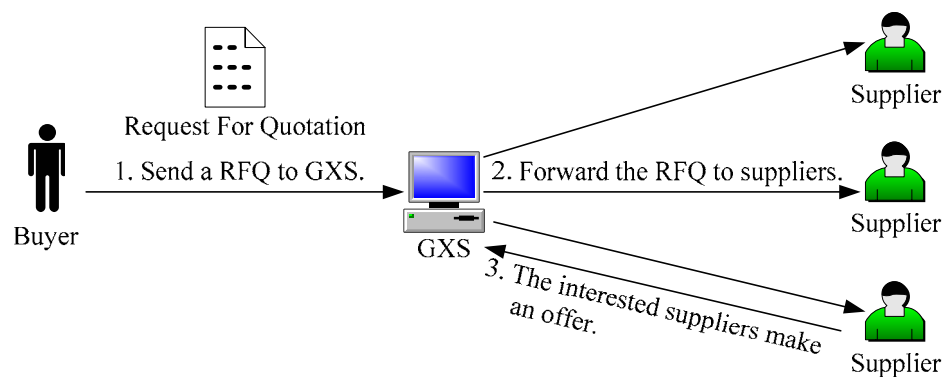 Request For Quotation
1. Send a RFQ to GXS.
Buyer
GXS
2. Forward the RFQ to suppliers.
3. The interested suppliers make
an offer.
Supplier
Supplier
Supplier